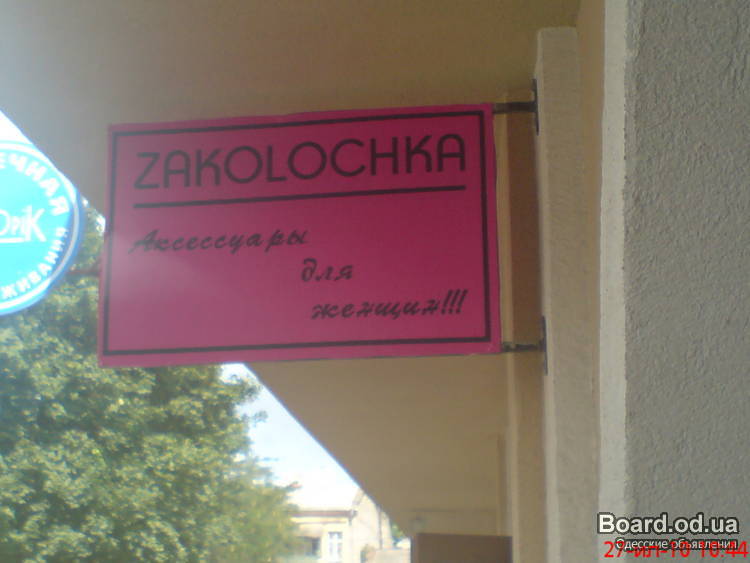 ZAKOLOCHKA
Аксессуары
для
женщин!!!
Board.od.ua
Одесские объявления